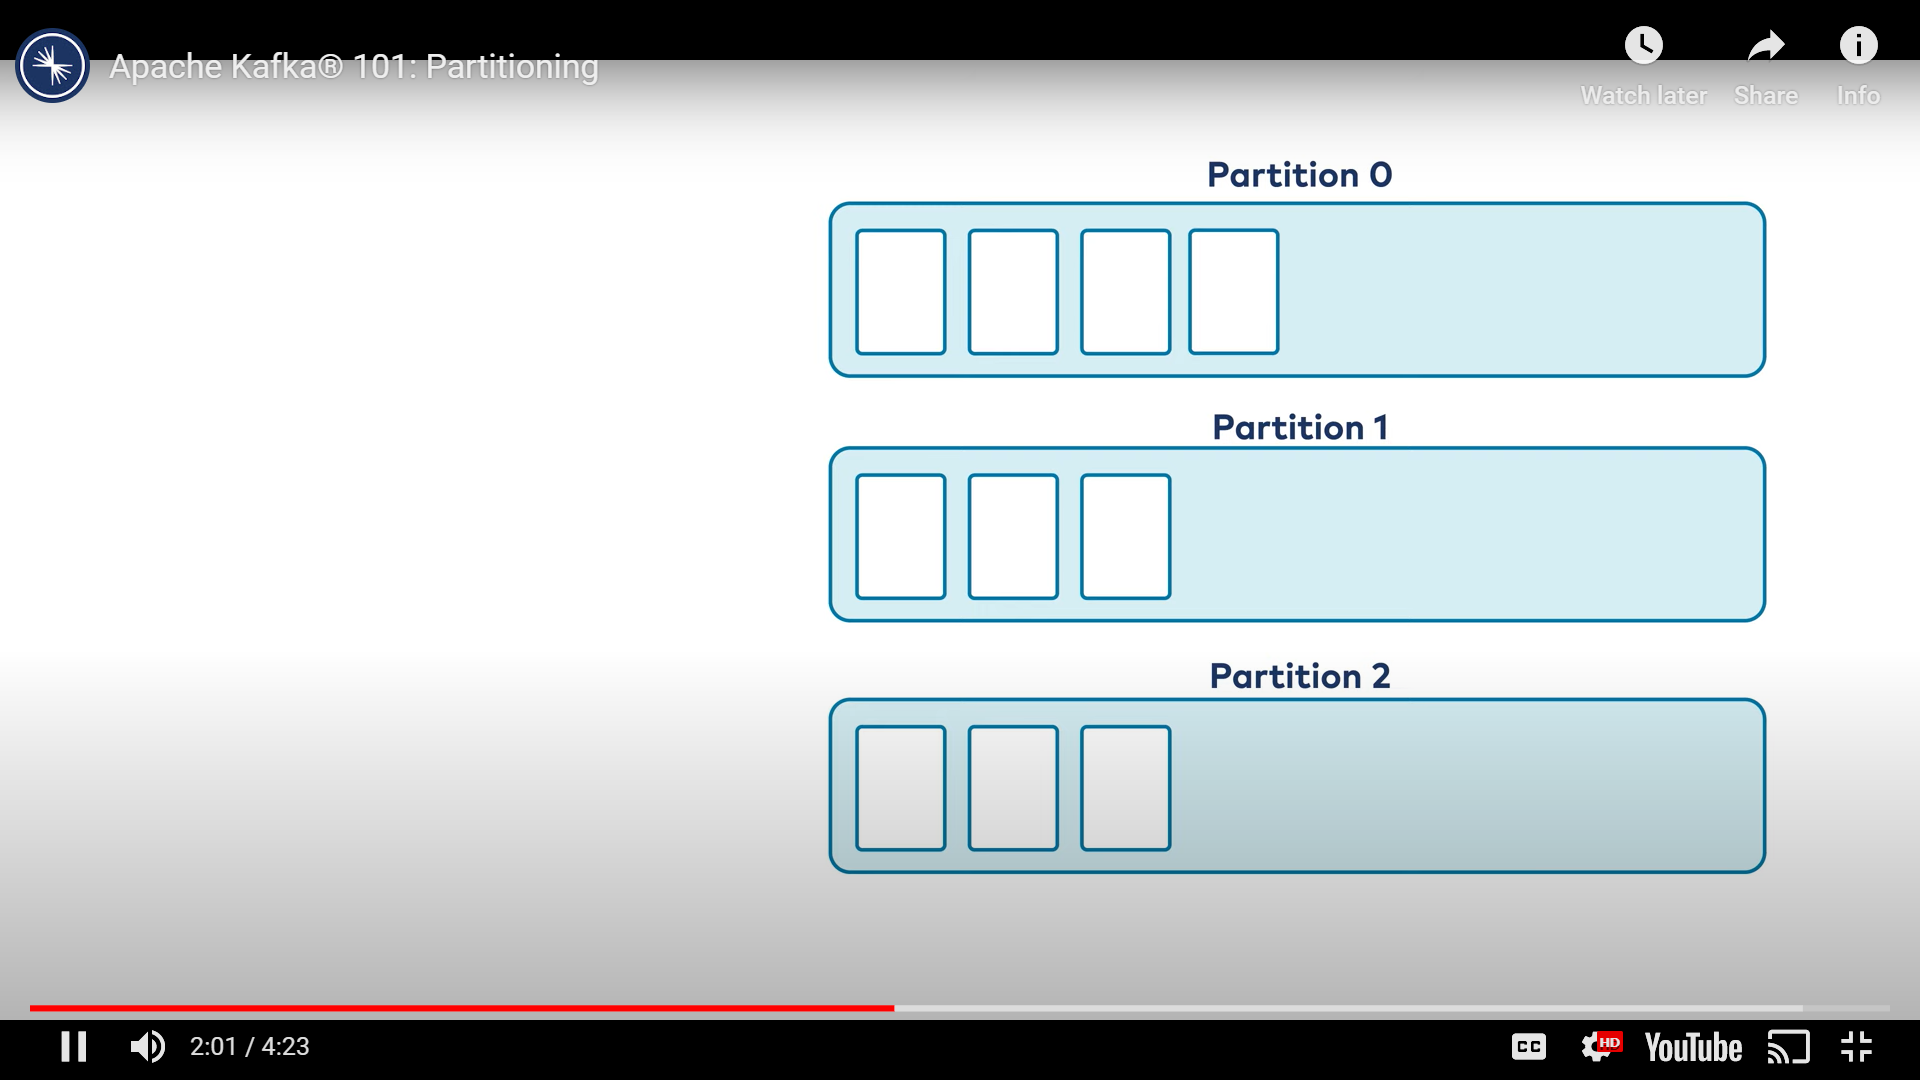 Apache Kafka® 101: Partitioning
Watch later
Share
Info
Partition 0
Partition 1
Partition 2
2:01 / 4:23
CC
HD
YouTube